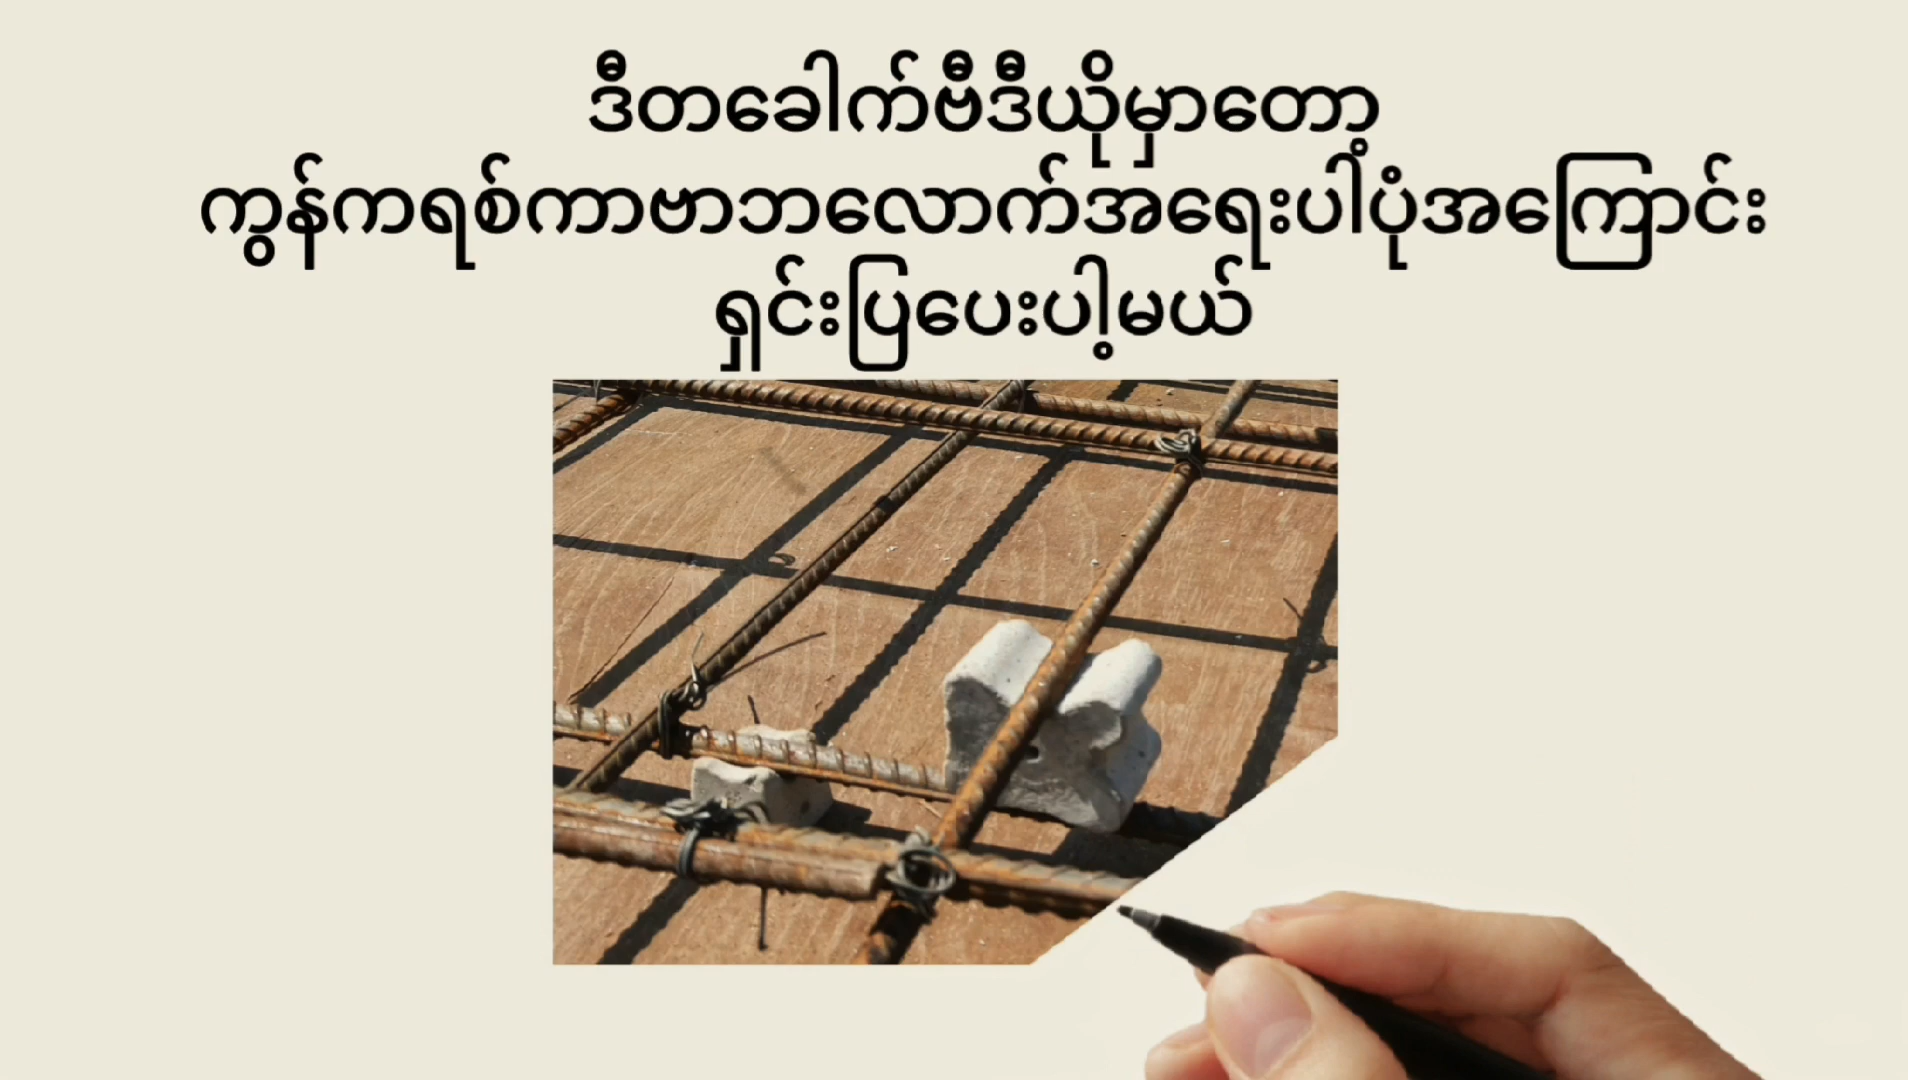 ဒီတခေါက်ဗီဒီယိုမှာတော့
ကွန်ကရစ်ကာဗာဘလောက်အရေးပါပုံအကြောင်း
ရှင်းပြပေးပါ့မယ်